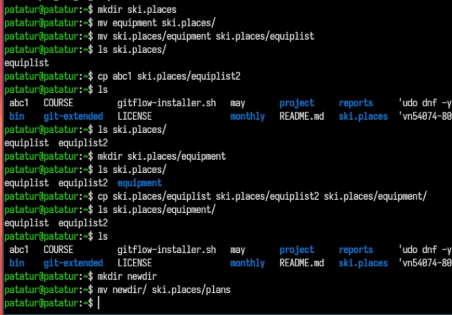 patatur@patatur:~$ mkdir ski.places
patatur@patatur:~$ mv equipment ski.places/
patatur@patatur:~$ mv ski.places/equipment ski.places/equiplist
patatur@patatur:~$ ls ski.places/
equiplist
patatur@patatur:~$ cp abc1 ski.places/equiplist2
patatur@patatur:~$ ls
abc1 COURSE gitflow-installer.sh may project reports 'udo dnf -y
bin git-extended LICENSE monthly README.md ski.places 'vn54074-80
patatur@patatur:~$ ls ski.places/
equiplist equiplist2
patatur@patatur:~$ mkdir ski.places/equipment
patatur@patatur:~$ ls ski.places/
equiplist equiplist2 equipment
patatur@patatur:~$ cp ski.places/equiplist ski.places/equiplist2 ski.places/equipment/
patatur@patatur:~$ ls ski.places/equipment/
equiplist equiplist2
patatur@patatur:~$ ls
abc1 COURSE gitflow-installer.sh may project reports 'udo dnf -y
bin git-extended LICENSE monthly README.md ski.places 'vn54074-80
patatur@patatur:~$ mkdir newdir
patatur@patatur:~$ mv newdir/ ski.places/plans
patatur@patatur:~$